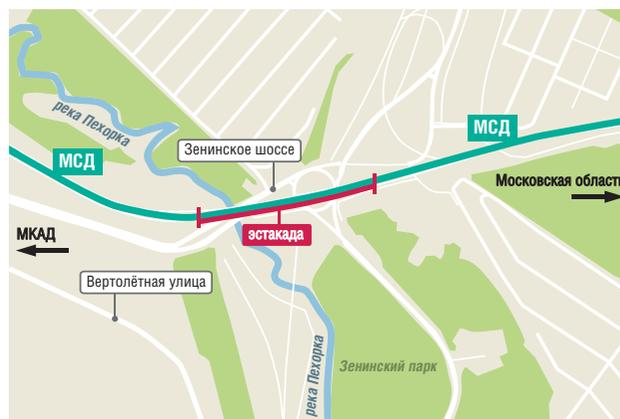 река Пехорка
МСД
Зенинское шоссе
МСД
Московская област
МКАД
эстакада
Вертолётная улица
река Пехорка
Зенинский парк